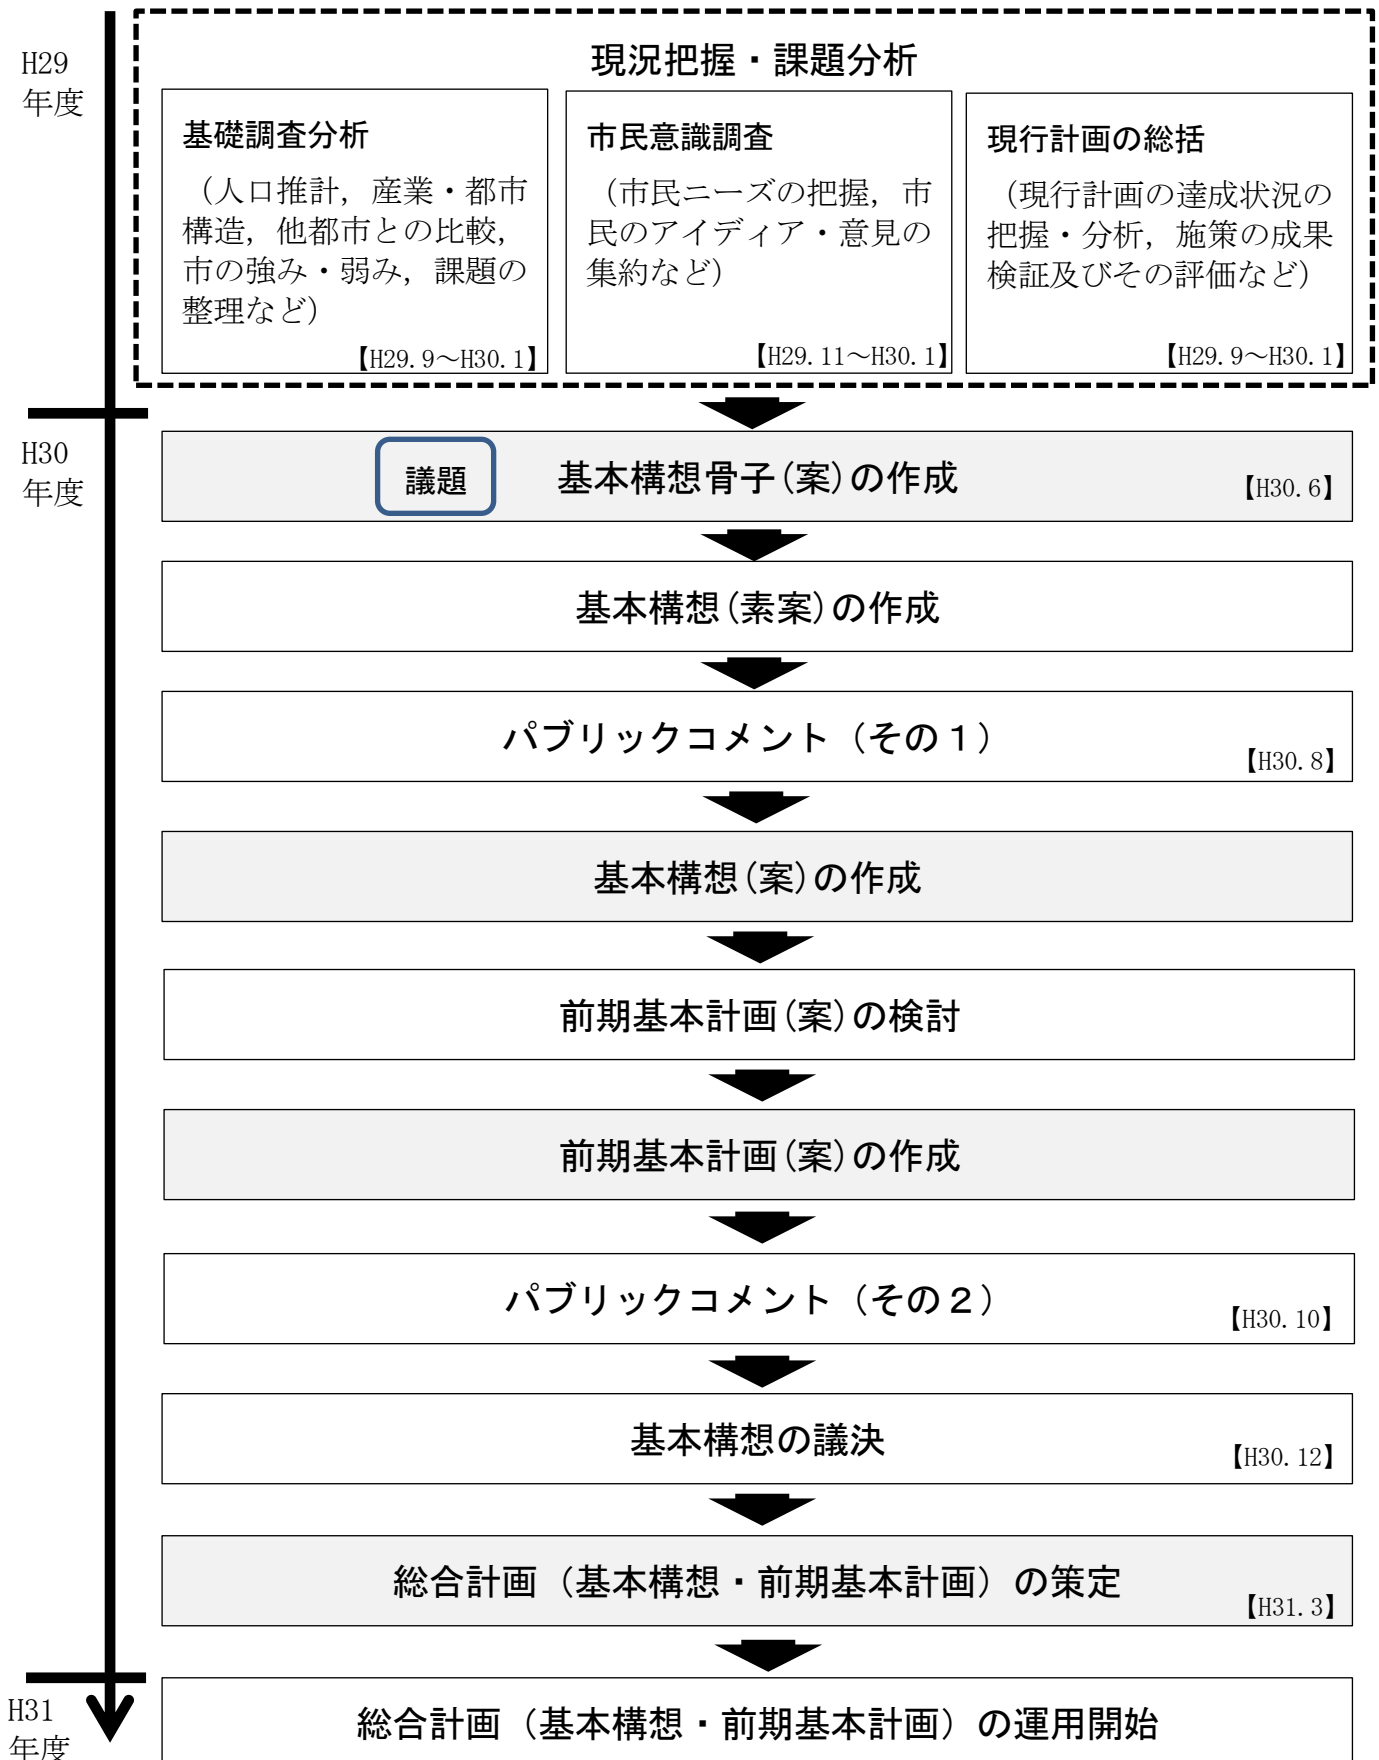 H29
年度
現況把握・課題分析
基礎調査分析
（人口推計，産業・都市
構造，他都市との比較，
市の強み・弱み，課題の
整理など）
【H29.9～H30.1】
市民意識調査
（市民ニーズの把握，市
民のアイディア・意見の
集約など）
【H29.11～H30.1】
現行計画の総括
（現行計画の達成状況の
把握・分析，施策の成果
検証及びその評価など）
【H29.9～H30.1】
H30
年度
議題
基本構想骨子(案)の作成
【H30.6】
基本構想(素案)の作成
パブリックコメント（その１）
【H30.8】
基本構想(案)の作成
前期基本計画(案)の検討
前期基本計画(案)の作成
パブリックコメント（その２）
【H30.10】
基本構想の議決
【H30.12】
総合計画（基本構想・前期基本計画）の策定
【H31.3】
H31
年度
総合計画（基本構想・前期基本計画）の運用開始